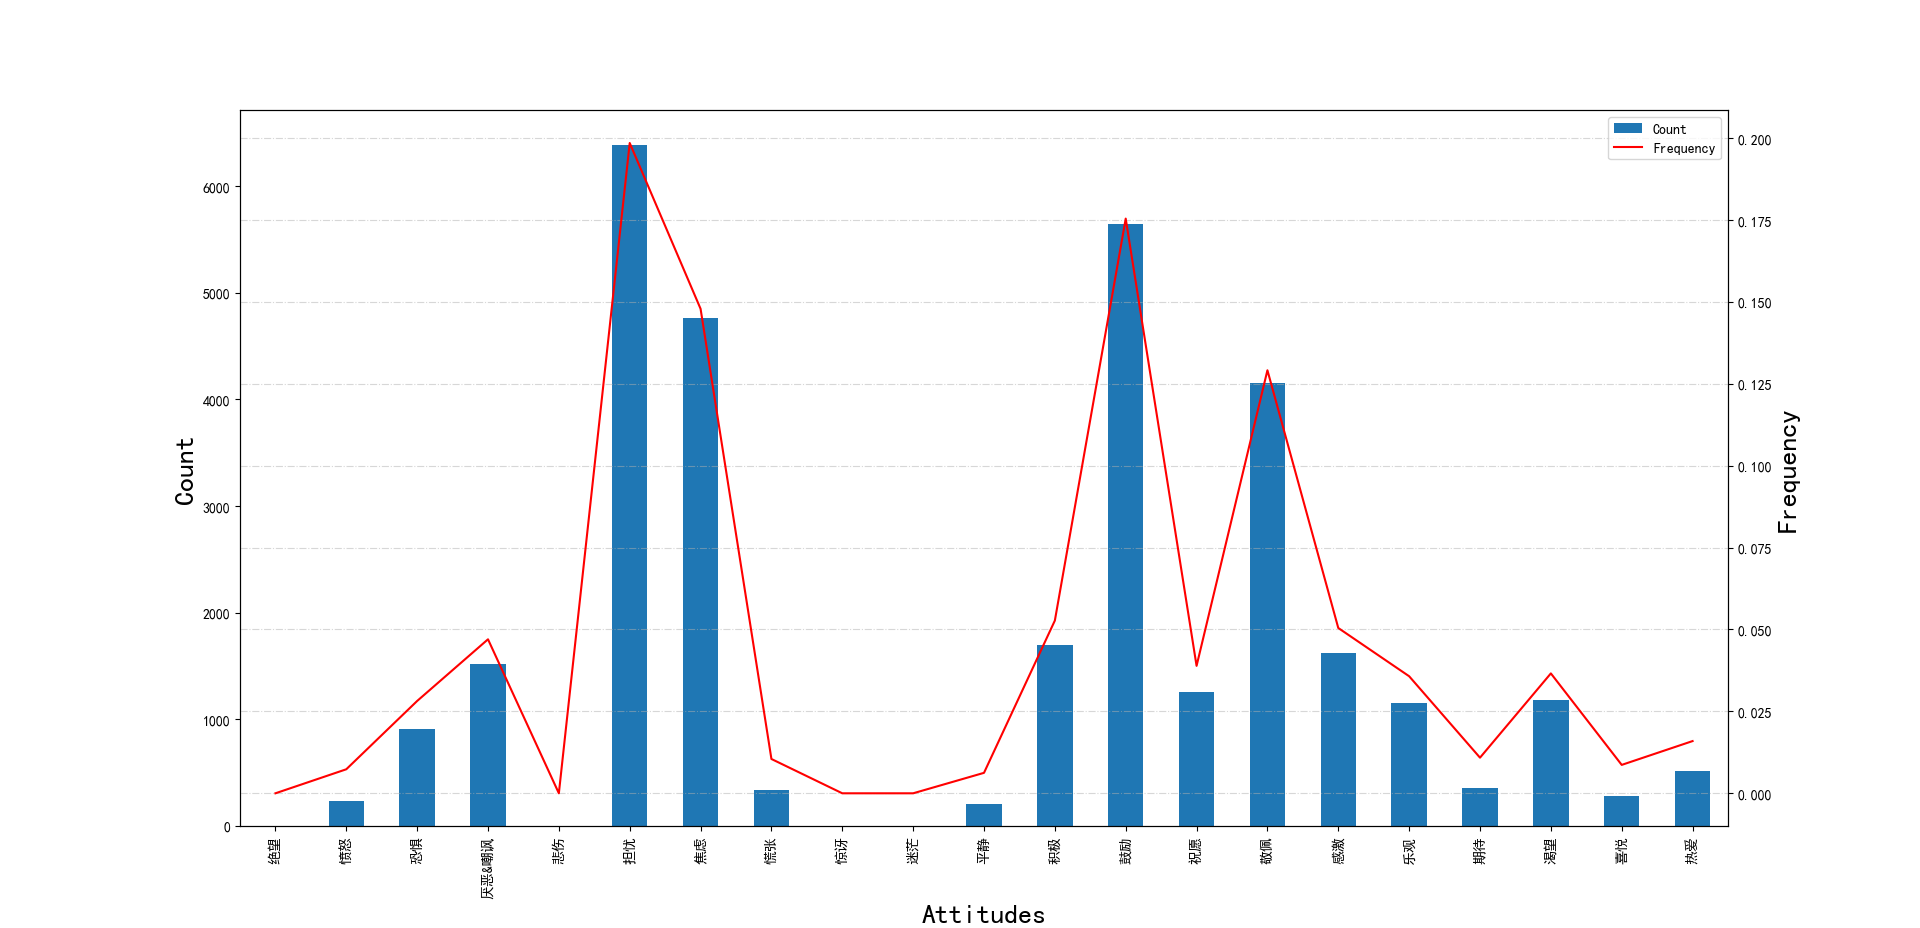 Count
Frequency
6000
5000
4000
3000
2000
1000
0
Count
0.200
0.175
0.150
0.125
0.100
0.075
0.050
0.025
0.000
Frequency
绝望
愤怒
恐惧
厌恶&嘲讽
悲伤
担忧
焦虑
慌张
惊讶
迷茫
平静
积极
鼓励
祝愿
敬佩
感激
乐观
期待
渴望
喜悦
热爱
Attitudes